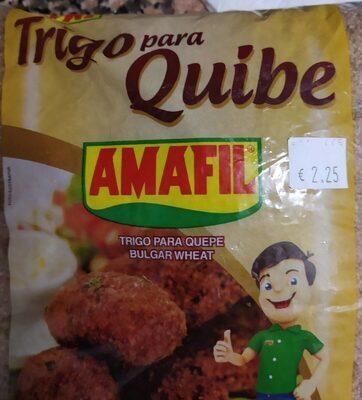 Trigo para
Quibe
AMAFIL
€ 2.25
TRIGO PARA QUEPE
BULGAR WHEAT